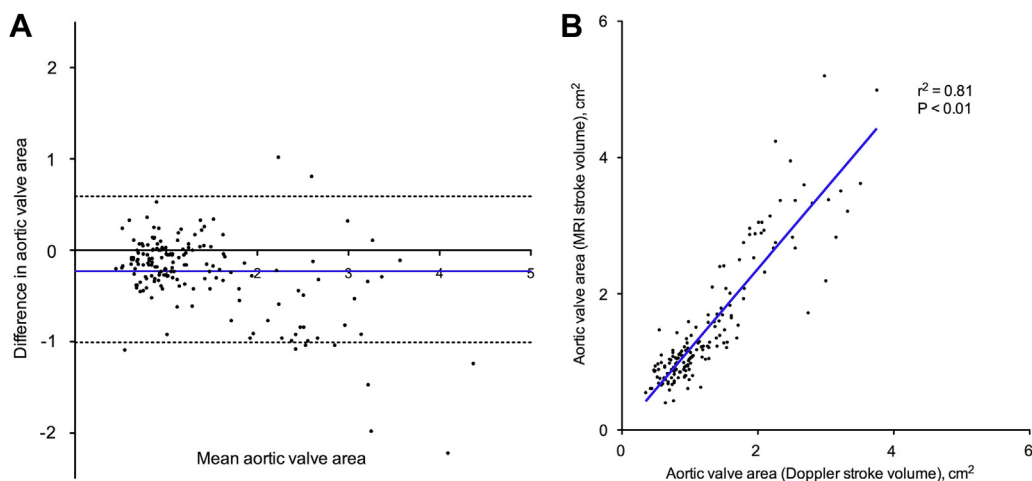 A
2
1
0
-1
-2
2
3
4
5
Difference in aortic valve area
Mean aortic valve area
B
6
4
2
0
0
2
4
6
Aortic valve area (MRI stroke volume), cm²
Aortic valve area (Doppler stroke volume), cm²
r² = 0.81
P < 0.01